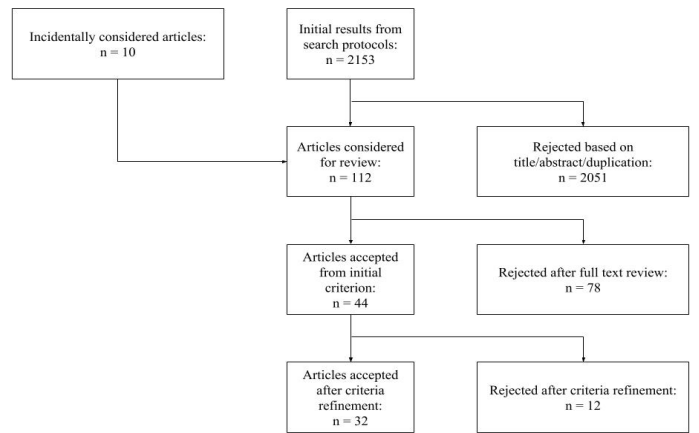 Incidentally considered articles:
n = 10
Initial results from
search protocols:
n = 2153
Articles considered
for review:
n = 112
Rejected based on
title/abstract/duplication:
n = 2051
Articles accepted
from initial
criterion:
n = 44
Rejected after full text review:
n = 78
Articles accepted
after criteria
refinement:
n = 32
Rejected after criteria refinement:
n = 12